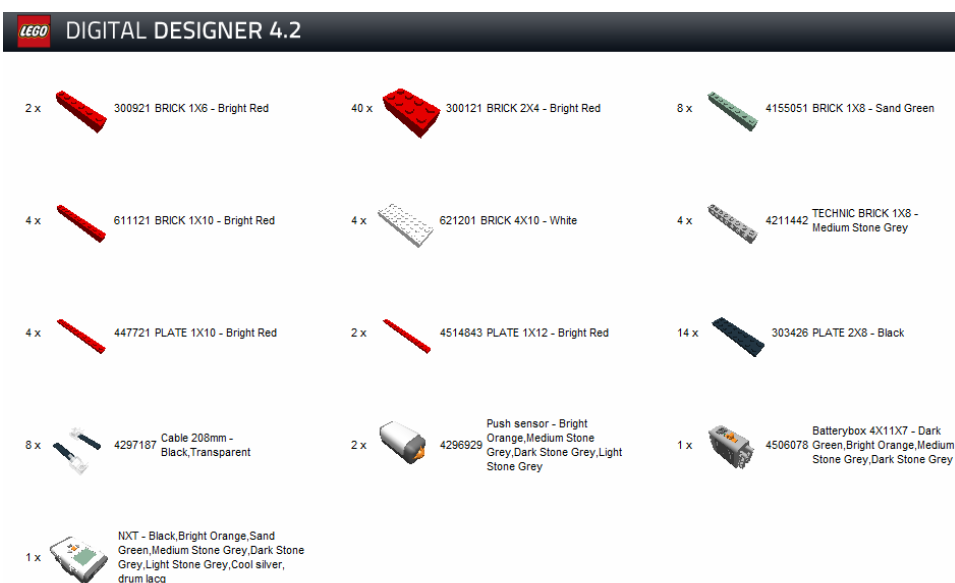 LEGO DIGITAL DESIGNER 4.2
2 x 300921 BRICK 1X6 - Bright Red
40 x 300121 BRICK 2X4 - Bright Red
8 x 4155051 BRICK 1X8 - Sand Green
4 x 611121 BRICK 1X10 - Bright Red
4 x 621201 BRICK 4X10 - White
4 x 4211442 TECHNIC BRICK 1X8 -
Medium Stone Grey
4 x 447721 PLATE 1X10 - Bright Red
2 x 4514843 PLATE 1X12 - Bright Red
14 x 303426 PLATE 2X8 - Black
8 x 4297187 Cable 208mm -
Black,Transparent
2 x 4296929 Push sensor - Bright
Orange,Medium Stone
Grey,Dark Stone Grey,Light
Stone Grey
1 x 4506078 Batterybox 4X11X7 - Dark
Green,Bright Orange,Medium
Stone Grey,Dark Stone Grey
1 x NXT - Black,Bright Orange,Sand
Green,Medium Stone Grey,Dark Stone
Grey,Light Stone Grey,Cool silver,
drum lacq